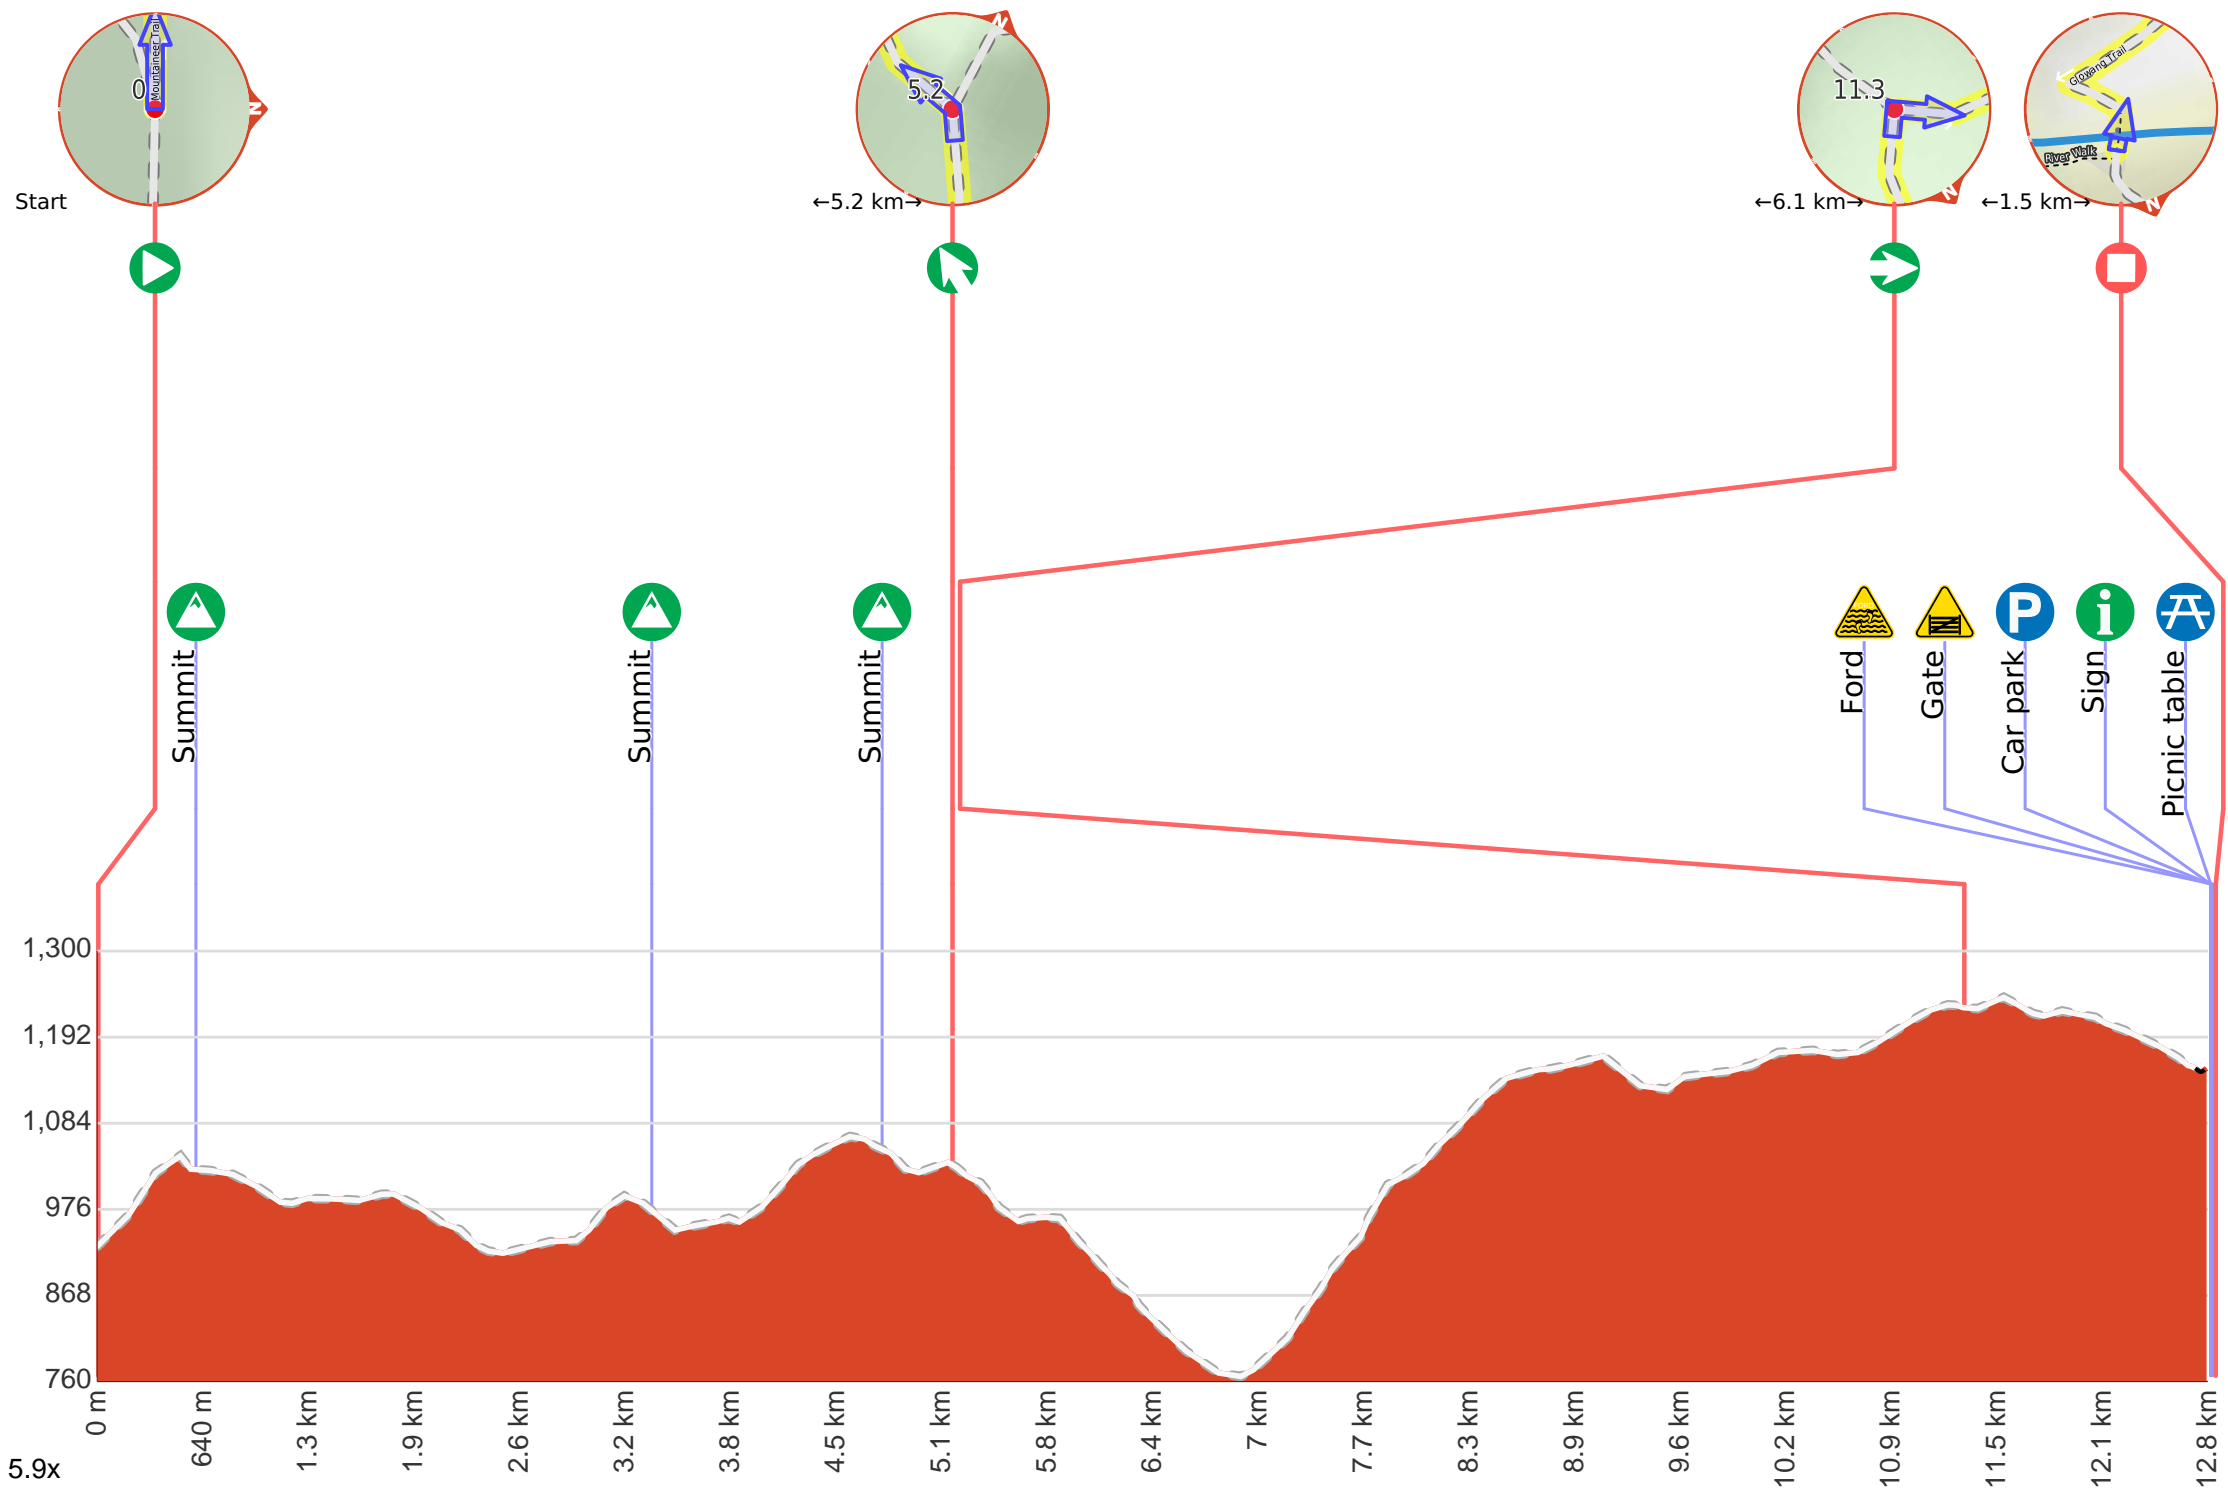 Mountaineer Trail
0
N
5.2
N
11.3
N
Glowang Trail
River Walk
N
Start
←5.2 km→
←6.1 km→
←1.5 km→
Summit
Summit
Summit
Ford
Gate
Car park
P
Sign
i
Picnic table
1,300
1,192
1,084
976
868
760
0 m
640 m
1.3 km
1.9 km
2.6 km
3.2 km
3.8 km
4.5 km
5.1 km
5.8 km
6.4 km
7 km
7.7 km
8.3 km
8.9 km
9.6 km
10.2 km
10.9 km
11.5 km
12.1 km
12.8 km
5.9x